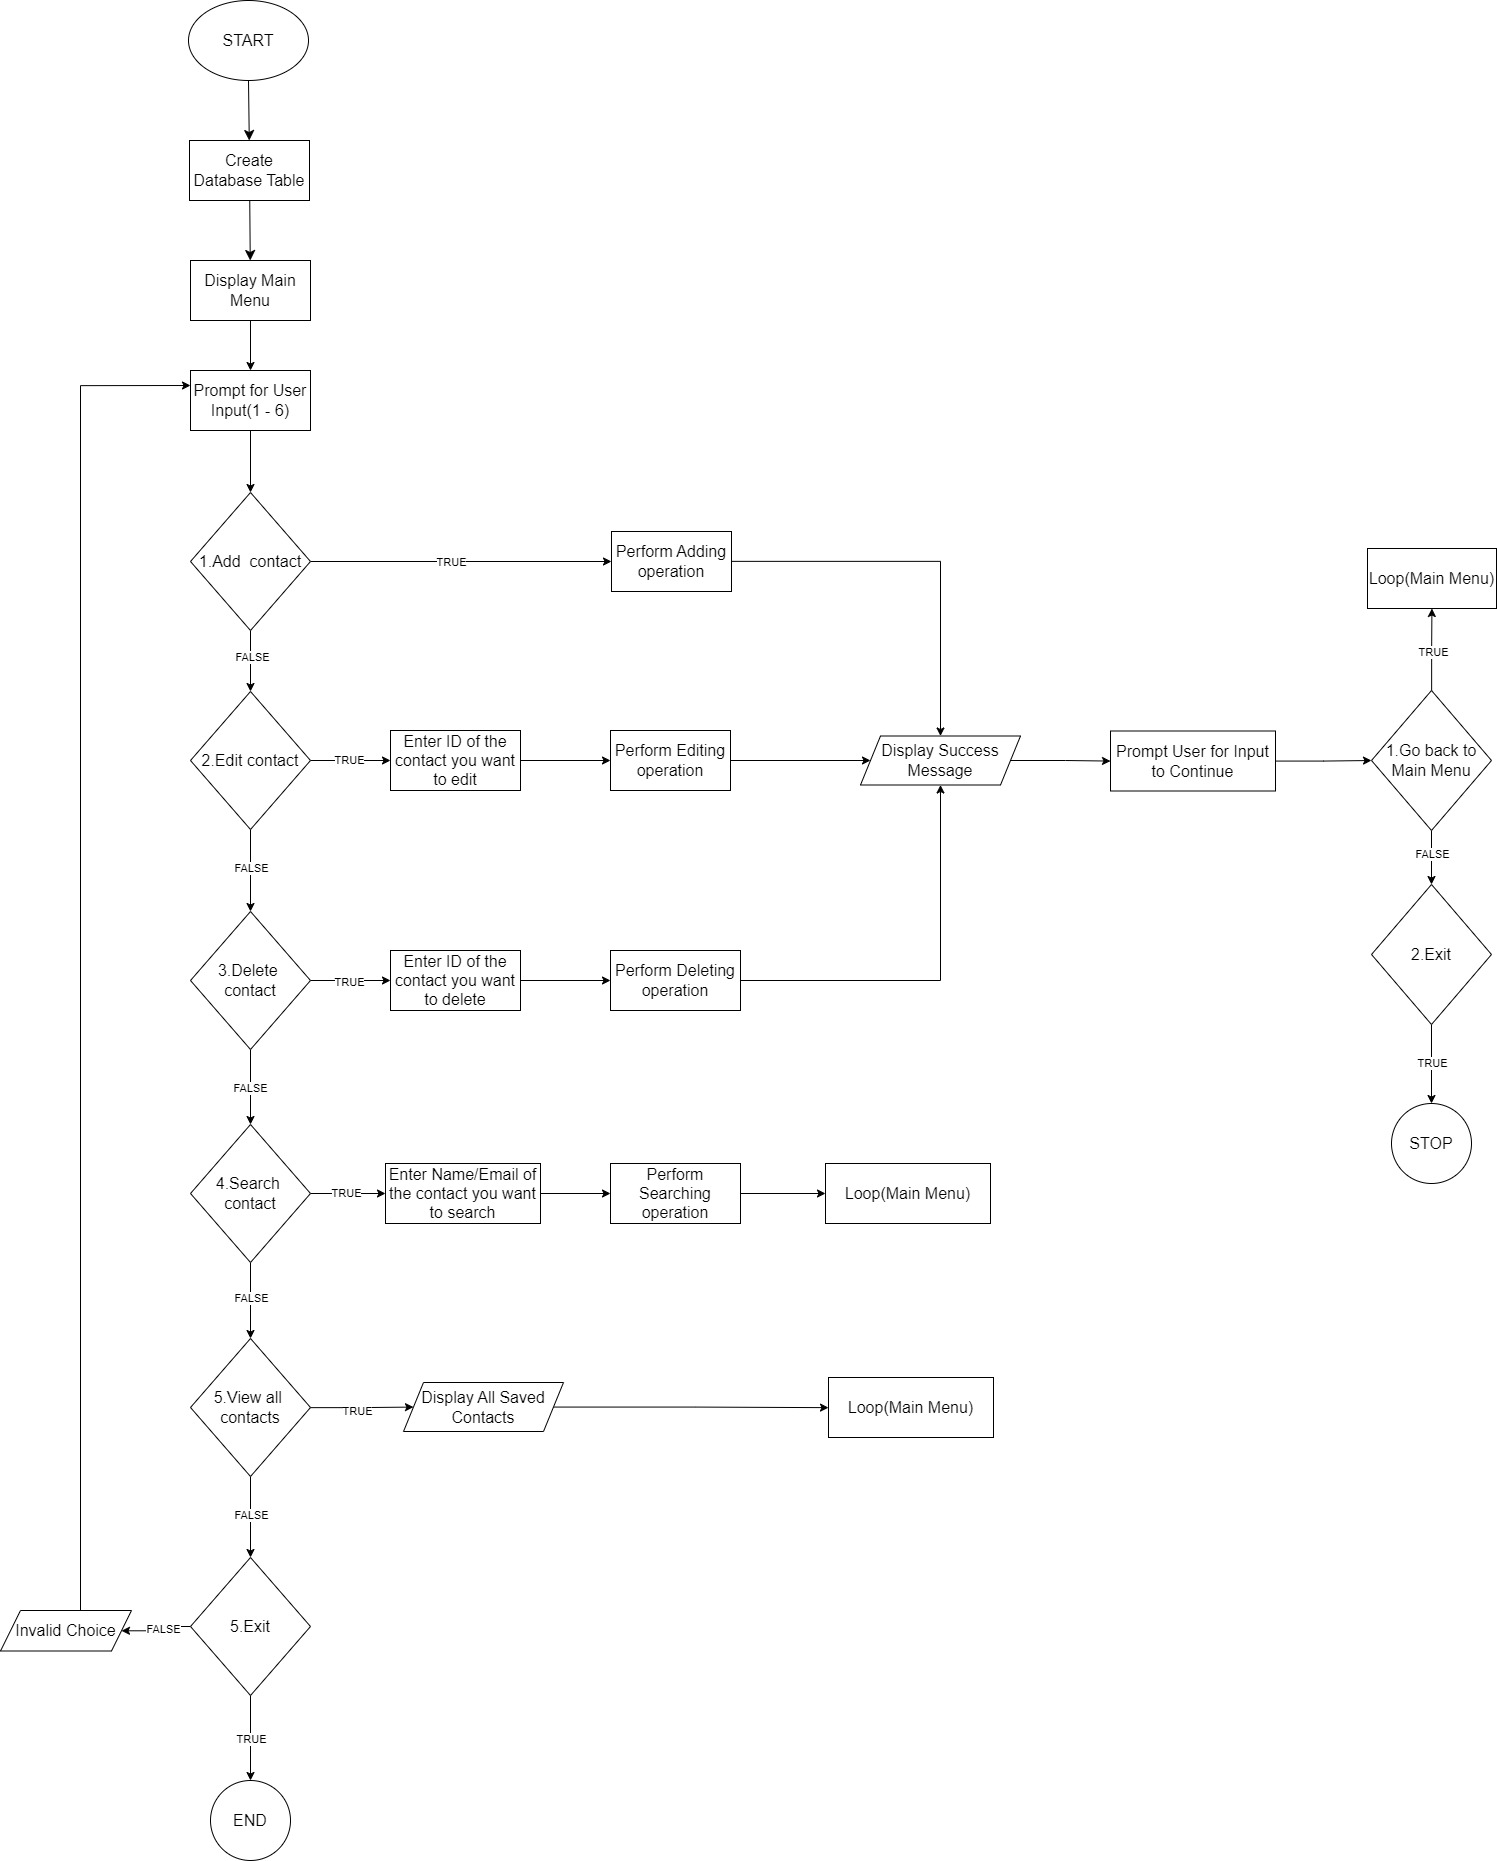 START
Create
Database Table
Display Main
Menu
Prompt for User
Input(1 - 6)
1.Add  contact
TRUE
Perform Adding
operation
FALSE
2.Edit contact
TRUE
Enter ID of the
contact you want
to edit
Perform Editing
operation
Display Success
Message
Prompt User for Input
to Continue
1.Go back to
Main Menu
TRUE
Loop(Main Menu)
FALSE
2.Exit
TRUE
STOP
FALSE
3.Delete
contact
TRUE
Enter ID of the
contact you want
to delete
Perform Deleting
operation
FALSE
4.Search
contact
TRUE
Enter Name/Email of
the contact you want
to search
Perform
Searching
operation
Loop(Main Menu)
FALSE
5.View all
contacts
TRUE
Display All Saved
Contacts
Loop(Main Menu)
FALSE
5.Exit
FALSE
Invalid Choice
TRUE
END